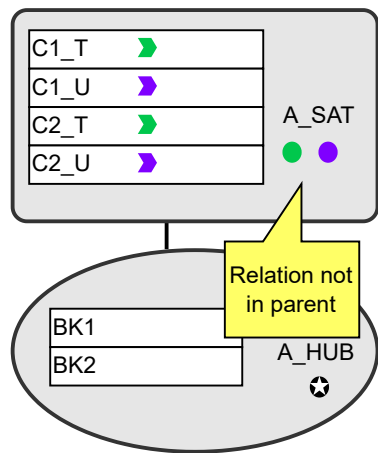 C1_T
C1_U
C2_T
C2_U
A_SAT
Relation not
in parent
BK1
BK2
A_HUB